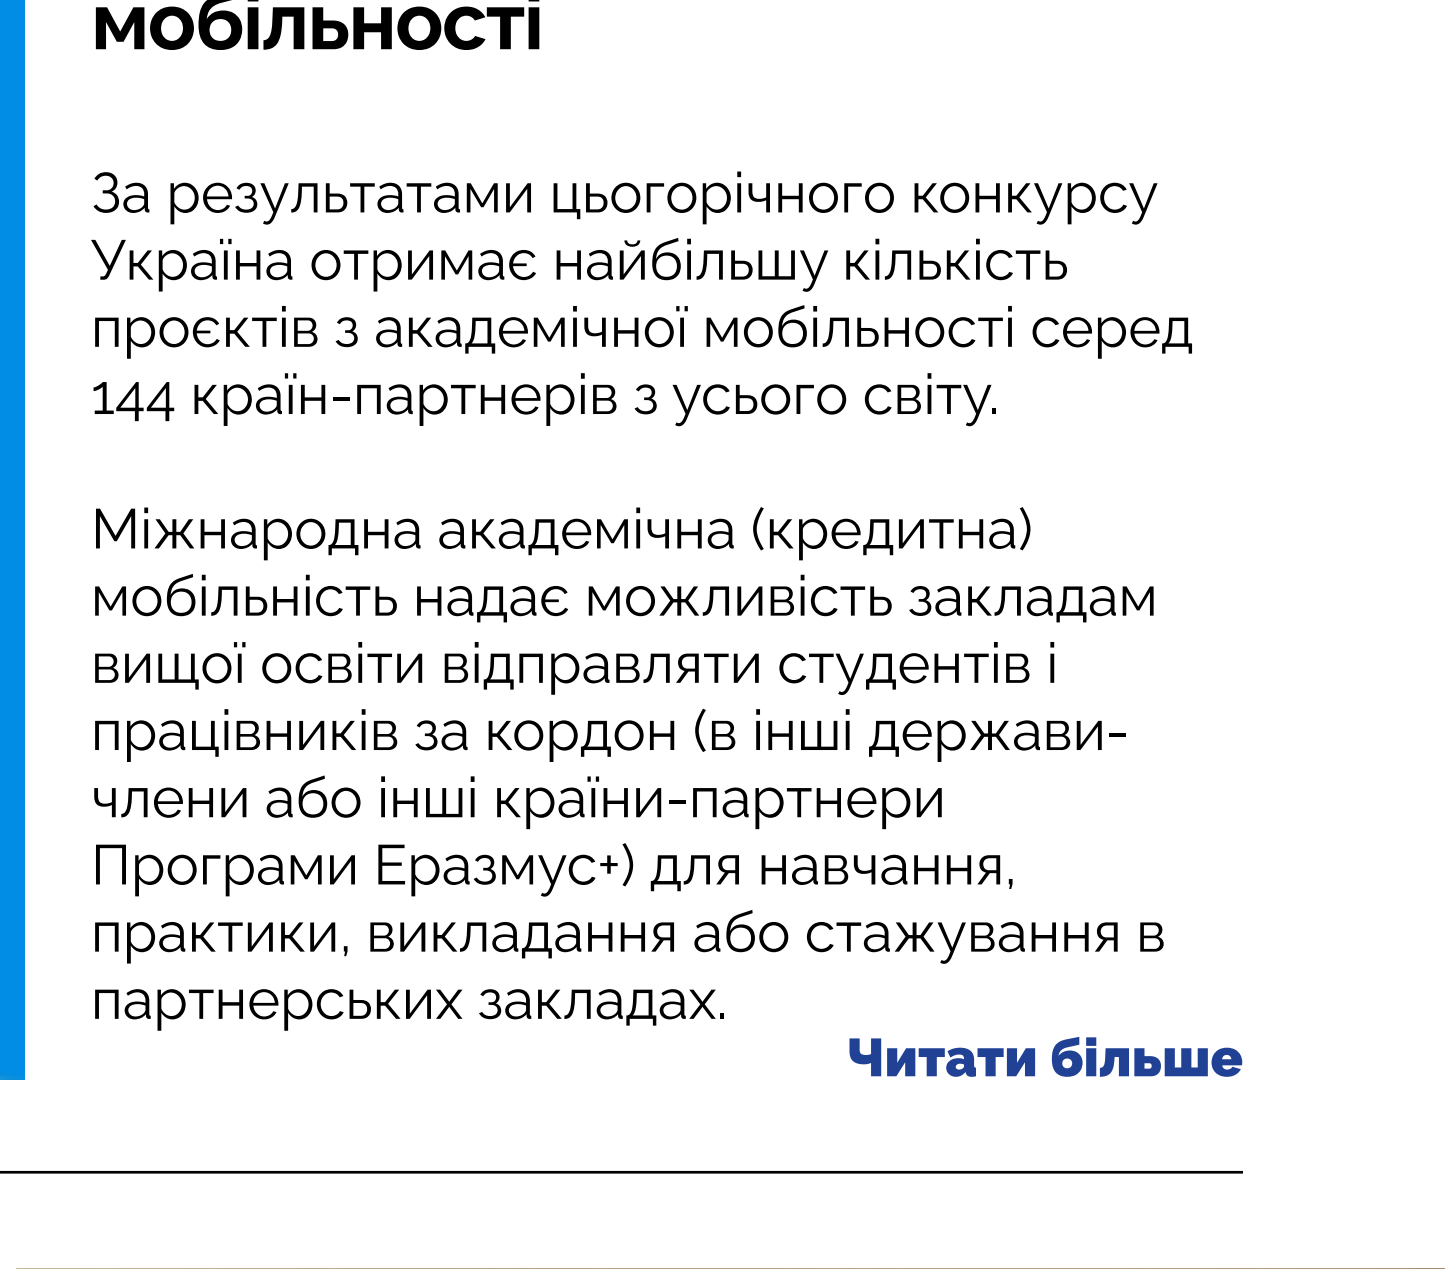 мобільності
За результатами цьогорічного конкурсу
Україна отримає найбільшу кількість
проєктів з академічної мобільності серед
144 країн-партнерів з усього світу.
Міжнародна академічна (кредитна)
мобільність надає можливість закладам
вищої освіти відправляти студентів і
працівників за кордон (в інші держави-
члени або інші країни-партнери
Програми Еразмус+) для навчання,
практики, викладання або стажування в
партнерських закладах.
Читати більше